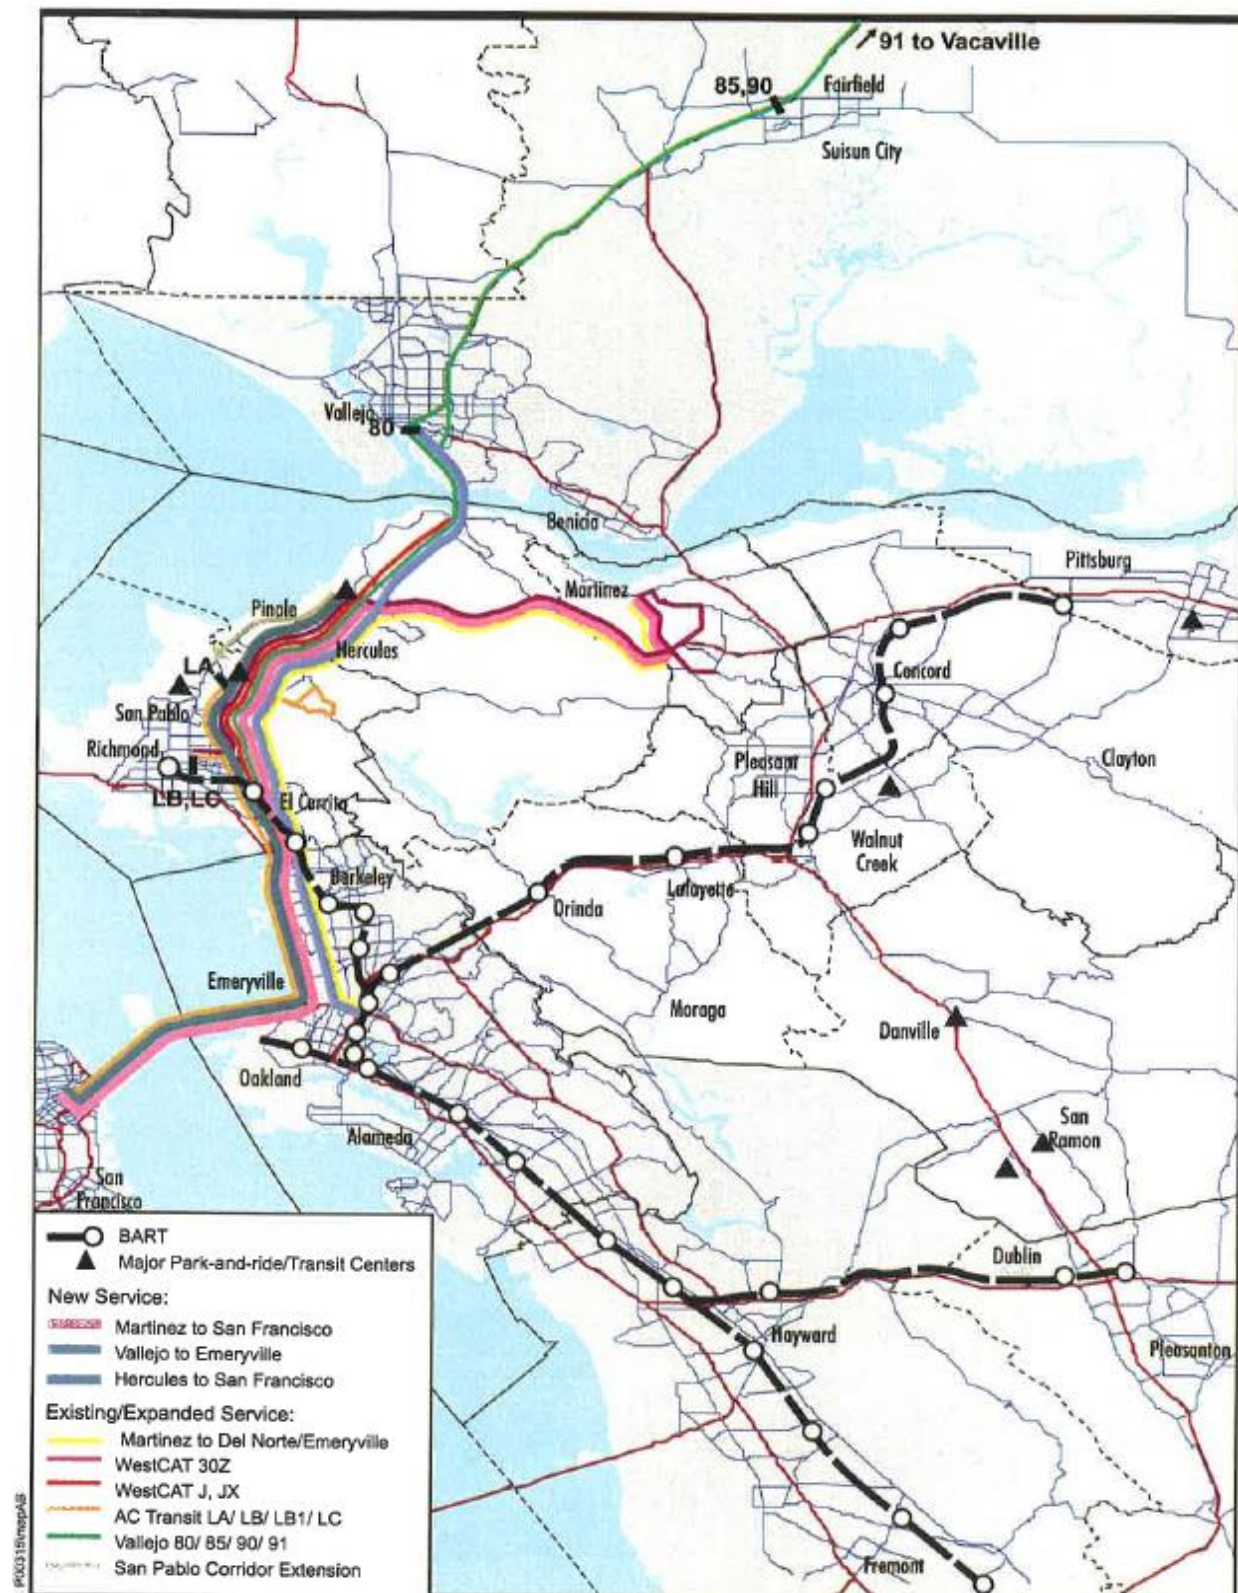 91 to Vacaville
85,90
Fairfield
Suisun City
Vallejo
80
Benicia
Martinez
Pittsburg
Pinole
Hercules
LA
Concord
San Pablo
Richmond
Pleasant
Hill
Clayton
LB,LC
El Cerrito
Walnut
Creek
Berkeley
Lafayette
Orinda
Emeryville
Moraga
Danville
Oakland
Alameda
San
Ramon
San
Francisco
Dublin
Hayward
Pleasanton
Fremont
BART
Major Park-and-ride/Transit Centers
New Service:
Martinez to San Francisco
Vallejo to Emeryville
Hercules to San Francisco
Existing/Expanded Service:
Martinez to Del Norte/Emeryville
WestCAT 30Z
WestCAT J, JX
AC Transit LA/ LB/ LB1/ LC
Vallejo 80/ 85/ 90/ 91
San Pablo Corridor Extension